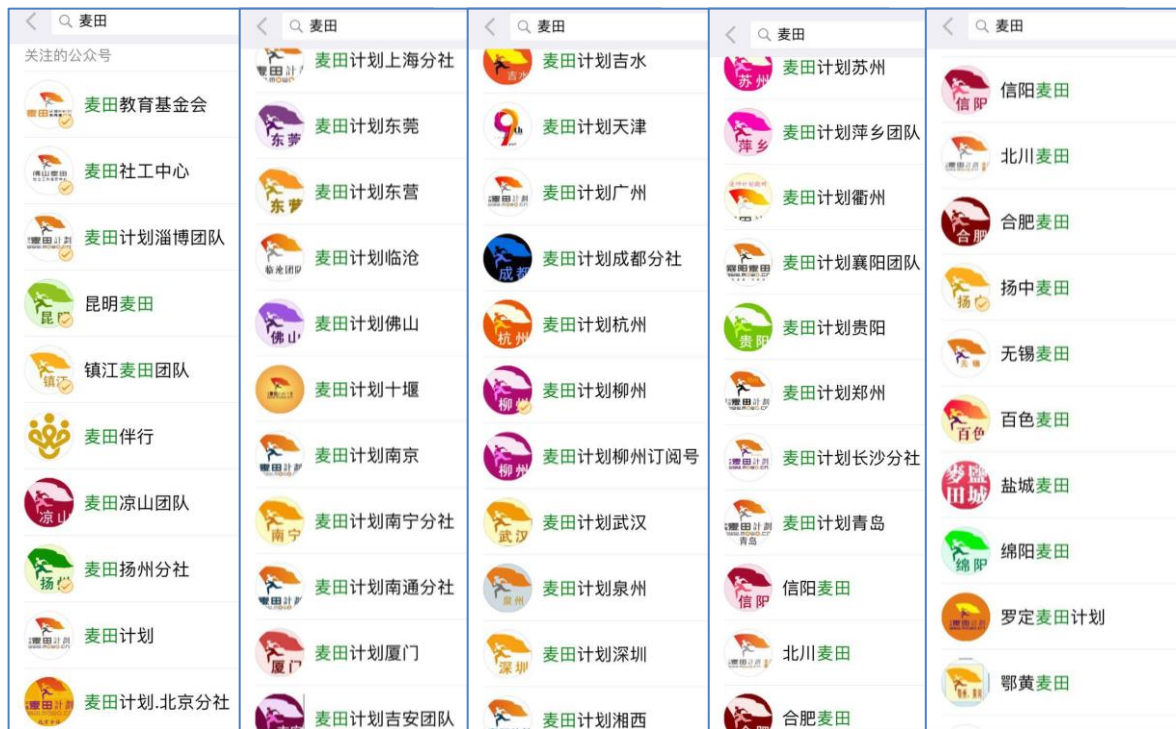 麦田
关注的公众号
麦田教育基金会
麦田社工中心
麦田计划淄博团队
昆明麦田
镇江麦田团队
麦田伴行
麦田凉山团队
麦田扬州分社
麦田计划
麦田计划.北京分社
麦田
麦田计划上海分社
麦田计划东莞
麦田计划东营
麦田计划临沧
麦田计划佛山
麦田计划十堰
麦田计划南京
麦田计划南宁分社
麦田计划南通分社
麦田计划厦门
麦田计划吉安团队
麦田
麦田计划吉水
麦田计划天津
麦田计划广州
麦田计划成都分社
麦田计划杭州
麦田计划柳州
麦田计划柳州订阅号
麦田计划武汉
麦田计划泉州
麦田计划深圳
麦田计划湘西
麦田
麦田计划苏州
麦田计划萍乡团队
麦田计划衢州
麦田计划襄阳团队
麦田计划贵阳
麦田计划郑州
麦田计划长沙分社
麦田计划青岛
信阳麦田
北川麦田
合肥麦田
麦田
信阳麦田
北川麦田
合肥麦田
扬中麦田
无锡麦田
百色麦田
盐城麦田
绵阳麦田
罗定麦田计划
鄂黄麦田